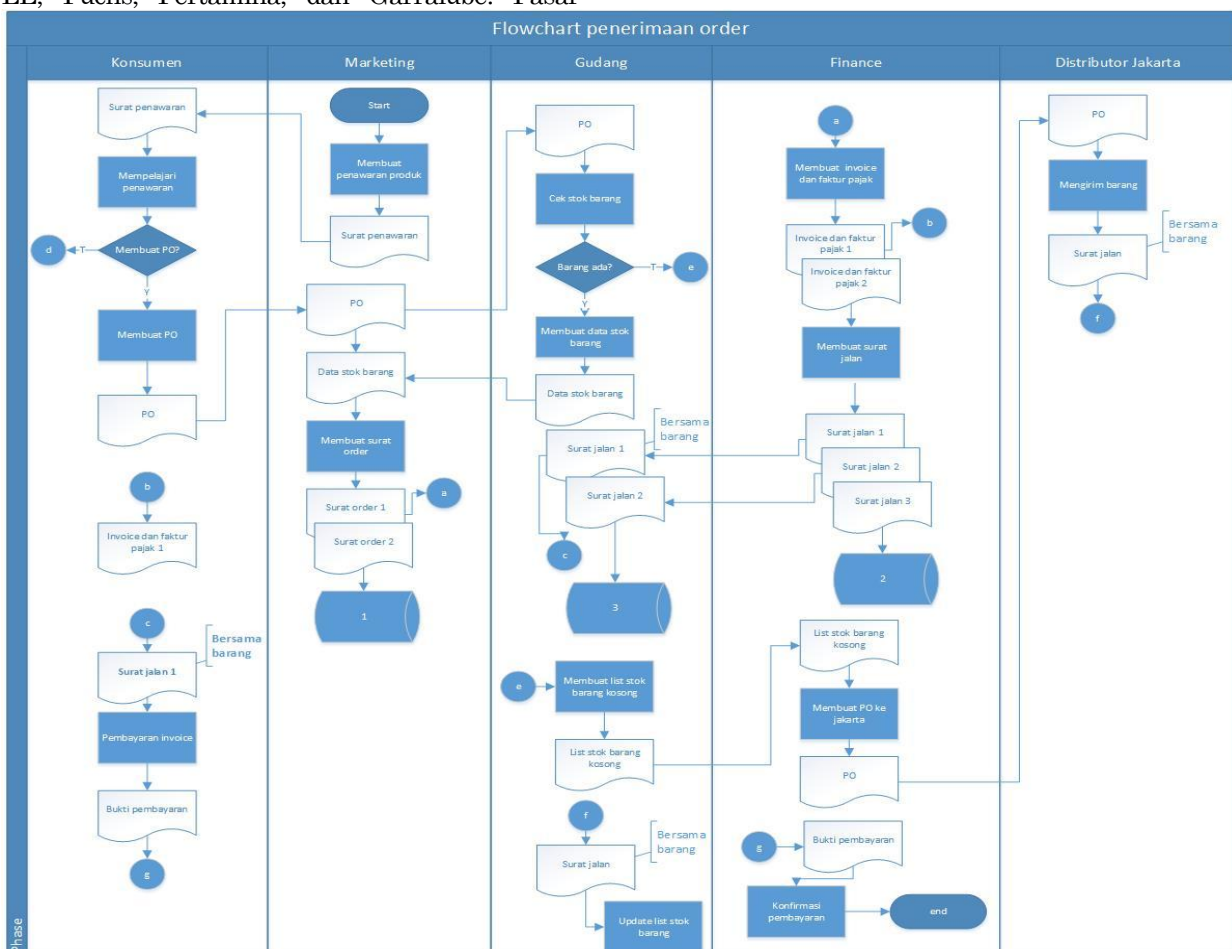 LL, Fuchs, Pertamina, dan Garralube. Pasar
Flowchart penerimaan order
Konsumen
Marketing
Gudang
Finance
Distributor Jakarta
Phase
Surat penawaran
Mempelajari
penawaran
Membuat PO?
T
d
Y
Membuat PO
PO
b
Invoice dan faktur
pajak 1
c
Surat jalan 1
Bersama
barang
Pembayaran invoice
Bukti pembayaran
g
Start
Membuat
penawaran produk
Surat penawaran
PO
Data stok barang
Membuat surat
order
Surat order 1
a
Surat order 2
1
PO
Cek stok barang
Barang ada?
T
e
Y
Membuat data stok
barang
Data stok barang
Bersama
barang
Surat jalan 1
Surat jalan 2
c
3
e
Membuat list stok
barang kosong
List stok barang
kosong
f
Surat jalan
Bersama
barang
Update list stok
barang
a
Membuat invoice
dan faktur pajak
Invoice dan faktur
pajak 1
b
Invoice dan faktur
pajak 2
Membuat surat
jalan
Surat jalan 1
Surat jalan 2
Surat jalan 3
2
List stok barang
kosong
Membuat PO ke
jakarta
PO
g
Bukti pembayaran
Konfirmasi
pembayaran
end
PO
Mengirim barang
Surat jalan
Bersama
barang
f